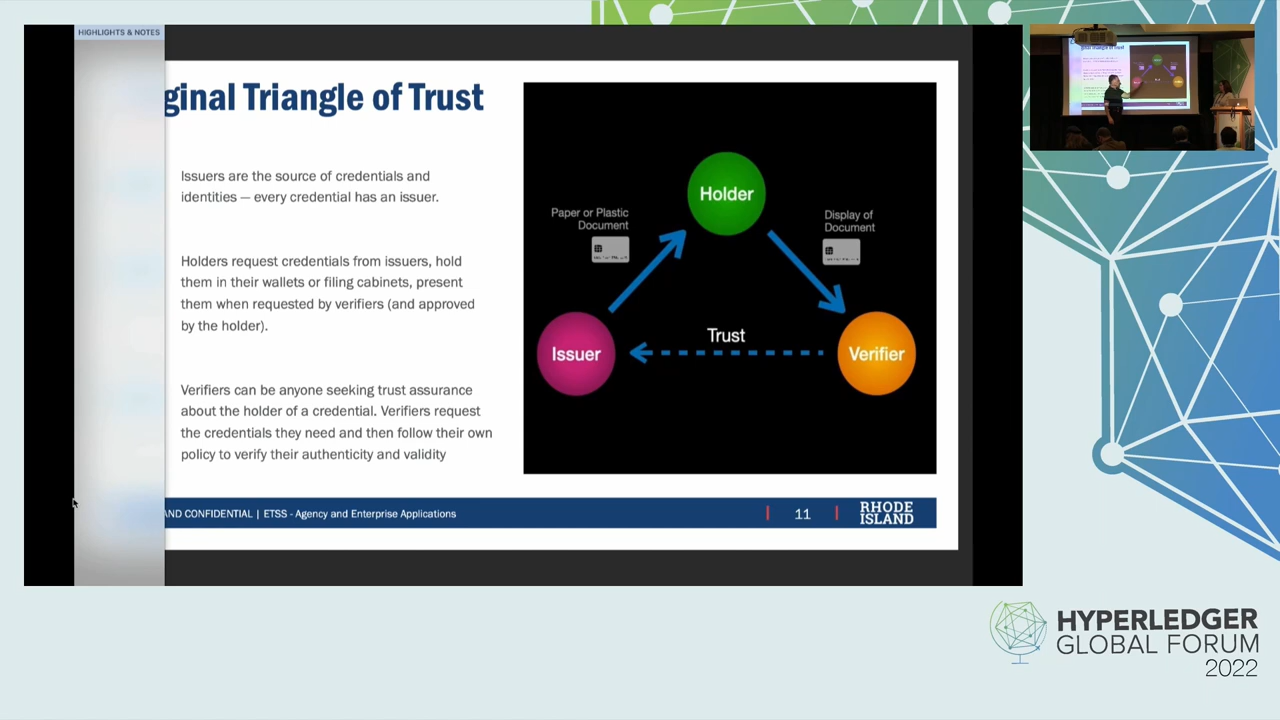 HIGHLIGHTS & NOTES
ginal Triangle of Trust
Issuers are the source of credentials and
identities — every credential has an issuer.
Holders request credentials from issuers, hold
them in their wallets or filing cabinets, present
them when requested by verifiers (and approved
by the holder).
Verifiers can be anyone seeking trust assurance
about the holder of a credential. Verifiers request
the credentials they need and then follow their own
policy to verify their authenticity and validity
Holder
Paper or Plastic
Document
Display of
Document
Trust
Issuer
Verifier
AND CONFIDENTIAL | ETSS - Agency and Enterprise Applications
11
RHODE
ISLAND
HYPERLEDGER
GLOBAL FORUM
2022